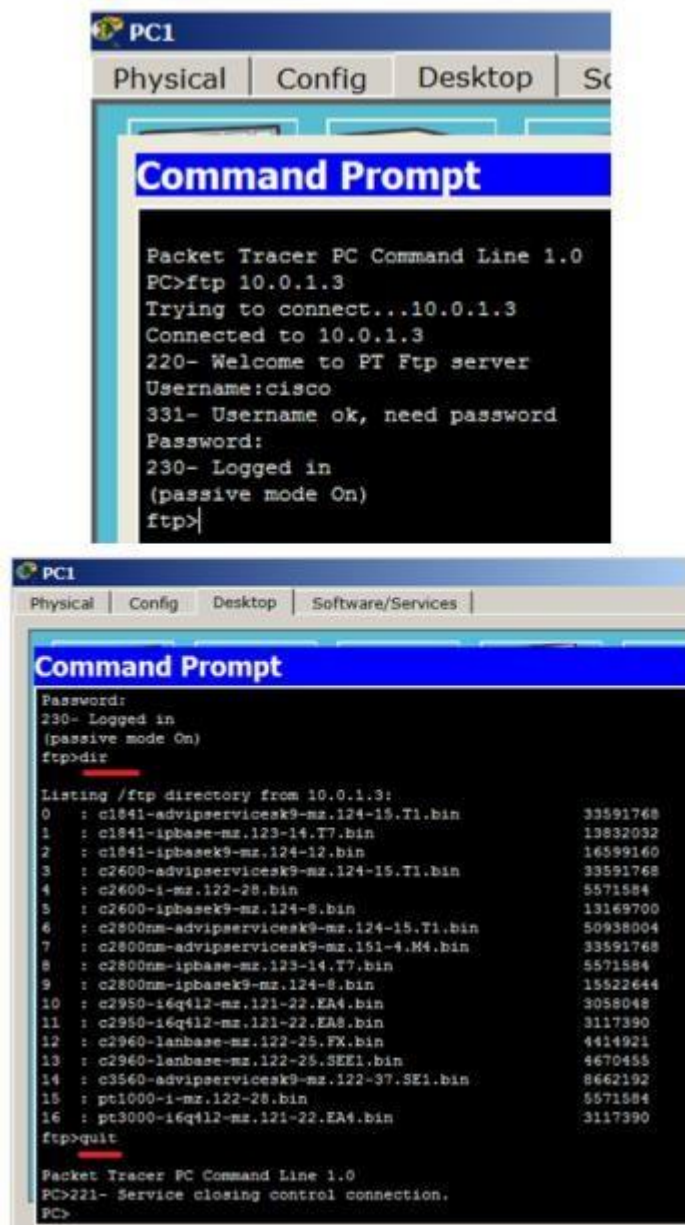 PC1
Physical Config Desktop So
Command Prompt
Packet Tracer PC Command Line 1.0
PC>ftp 10.0.1.3
Trying to connect...10.0.1.3
Connected to 10.0.1.3
220- Welcome to PT Ftp server
Username:cisco
331- Username ok, need password
Password:
230- Logged in
(passive mode On)
ftp>
PC1
Physical Config Desktop Software/Services
Command Prompt
Password:
230- Logged in
(passive mode On)
ftp>dir
Listing /ftp directory from 10.0.1.3:
0 : c1841-advipservicesk9-mz.124-15.T1.bin 33591768
1 : c1841-ipbase-mz.123-14.T7.bin 13832032
2 : c1841-ipbasek9-mz.124-12.bin 16599160
3 : c2600-advipservicesk9-mz.124-15.T1.bin 33591768
4 : c2600-i-mz.122-28.bin 5571584
5 : c2600-ipbasek9-mz.124-8.bin 13169700
6 : c2800nm-advipservicesk9-mz.124-15.T1.bin 50938004
7 : c2800nm-advipservicesk9-mz.151-4.M4.bin 33591768
8 : c2800nm-ipbase-mz.123-14.T7.bin 5571584
9 : c2800nm-ipbasek9-mz.124-8.bin 15522644
10 : c2950-i6q4l2-mz.121-22.EA4.bin 3058048
11 : c2950-i6q4l2-mz.121-22.EA8.bin 3117390
12 : c2960-lanbase-mz.122-25.FX.bin 4414921
13 : c2960-lanbase-mz.122-25.SEE1.bin 4670455
14 : c3560-advipservicesk9-mz.122-37.SE1.bin 8662192
15 : pt1000-i-mz.122-28.bin 5571584
16 : pt3000-i6q4l2-mz.121-22.EA4.bin 3117390
ftp>quit
Packet Tracer PC Command Line 1.0
PC>221- Service closing control connection.
PC>